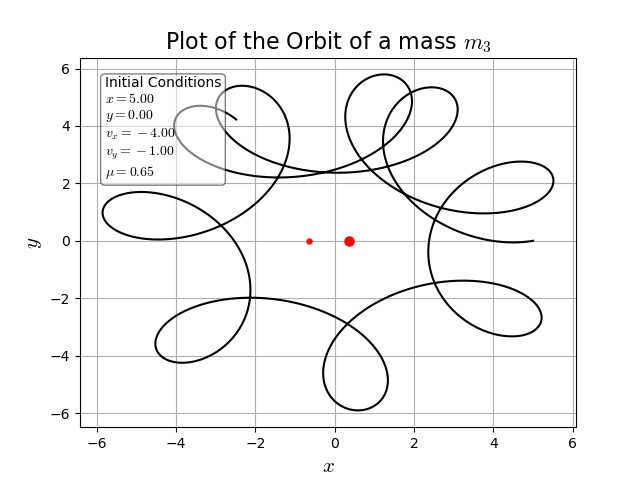 Plot of the Orbit of a mass m₃
6
4
2
0
−2
−4
−6
y
Initial Conditions
x = 5.00
y = 0.00
vₓ = −4.00
v_y = −1.00
μ = 0.65
−6 −4 −2 0 2 4 6
x